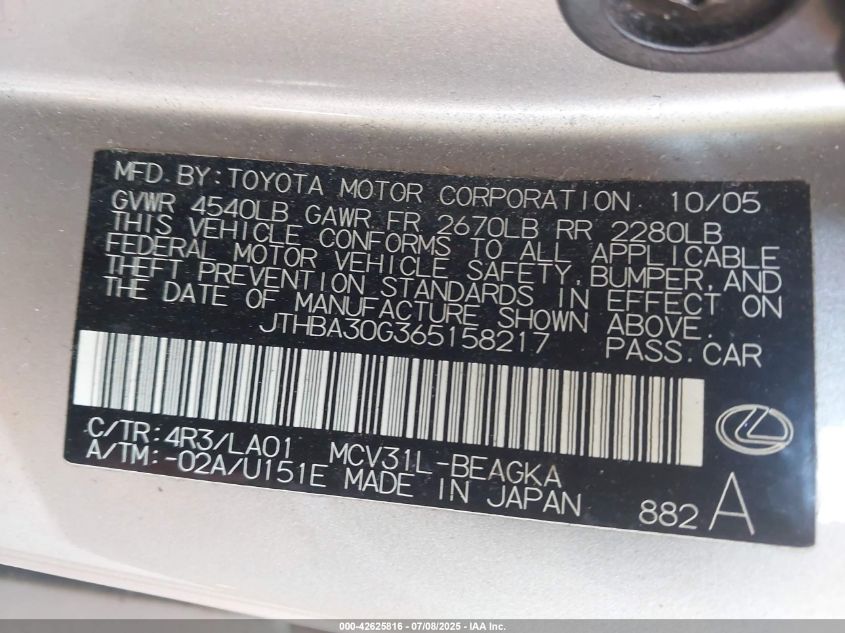 MFD. BY: TOYOTA MOTOR CORPORATION 10/05
GVWR 4540LB GAWR FR 2670LB RR 2280LB
THIS VEHICLE CONFORMS TO ALL APPLICABLE
FEDERAL MOTOR VEHICLE SAFETY, BUMPER, AND
THEFT PREVENTION STANDARDS IN EFFECT ON
THE DATE OF MANUFACTURE SHOWN ABOVE.
JTHBA30G365158217 PASS. CAR
C/TR: 4R3/LA01 MCV31L-BEAGKA
A/TM: -02A/U151E MADE IN JAPAN
882 A
000-42625816 - 07/08/2025 - IAA Inc.